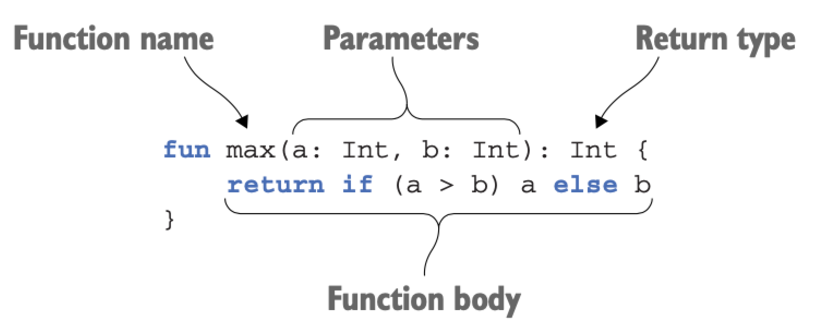 Function name Parameters Return type
fun max(a: Int, b: Int): Int {
return if (a > b) a else b
}
Function body